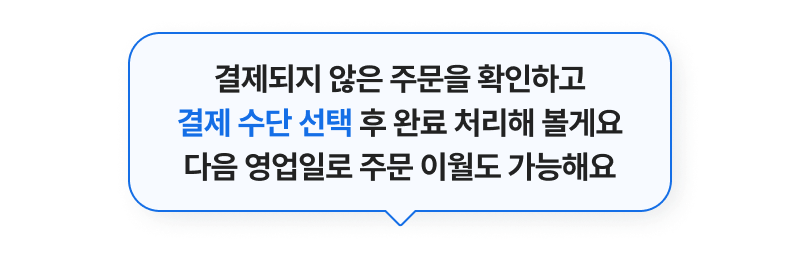 결제되지 않은 주문을 확인하고
결제 수단 선택 후 완료 처리해 볼게요
다음 영업일로 주문 이월도 가능해요